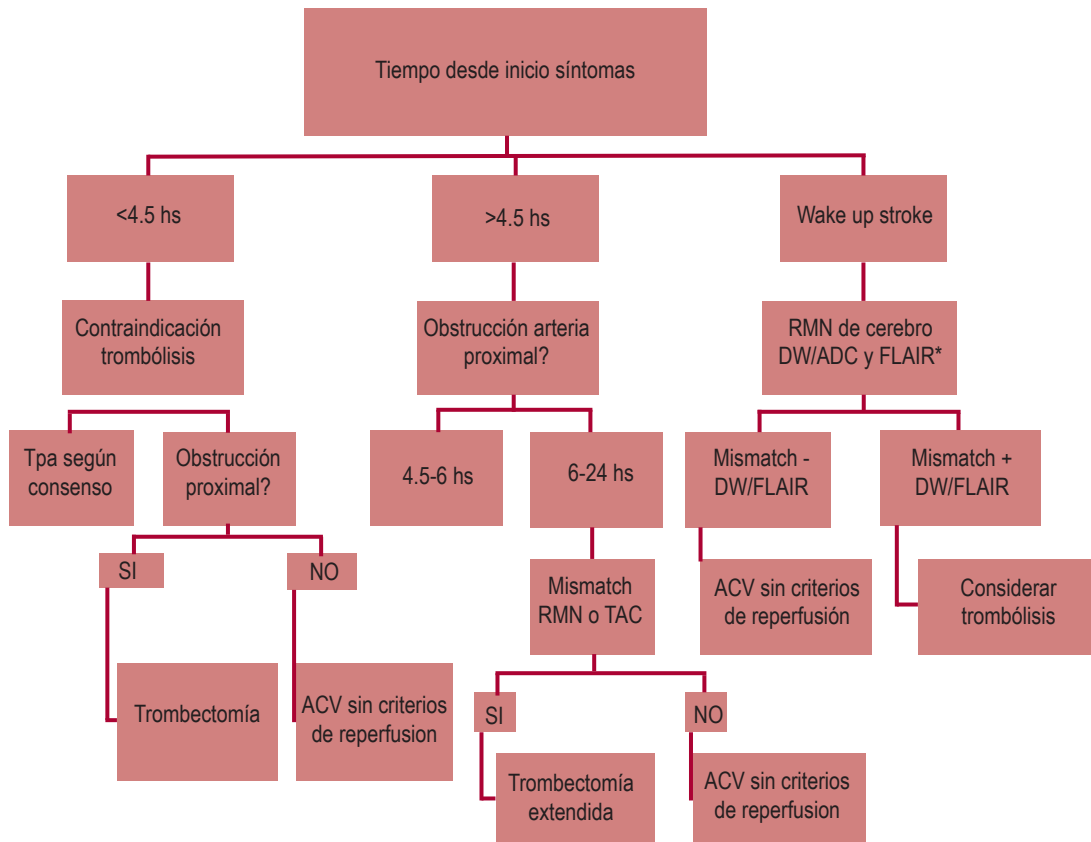 Tiempo desde inicio síntomas
<4.5 hs
>4.5 hs
Wake up stroke
Contraindicación
trombólisis
Obstrucción arteria
proximal?
RMN de cerebro
DW/ADC y FLAIR*
Tpa según
consenso
Obstrucción
proximal?
4.5-6 hs
6-24 hs
Mismatch -
DW/FLAIR
Mismatch +
DW/FLAIR
SI
NO
Mismatch
RMN o TAC
ACV sin criterios
de reperfusión
Considerar
trombólisis
Trombectomía
ACV sin criterios
de reperfusion
SI
NO
Trombectomía
extendida
ACV sin criterios
de reperfusion